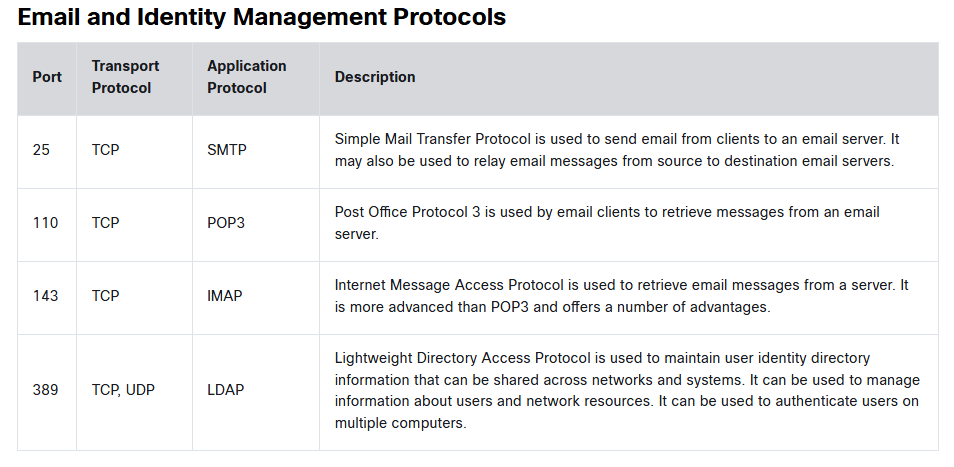 Email and Identity Management Protocols
Port
Transport
Protocol
Application
Protocol
Description
25
TCP
SMTP
Simple Mail Transfer Protocol is used to send email from clients to an email server. It
may also be used to relay email messages from source to destination email servers.
110
TCP
POP3
Post Office Protocol 3 is used by email clients to retrieve messages from an email
server.
143
TCP
IMAP
Internet Message Access Protocol is used to retrieve email messages from a server. It
is more advanced than POP3 and offers a number of advantages.
389
TCP, UDP
LDAP
Lightweight Directory Access Protocol is used to maintain user identity directory
information that can be shared across networks and systems. It can be used to manage
information about users and network resources. It can be used to authenticate users on
multiple computers.